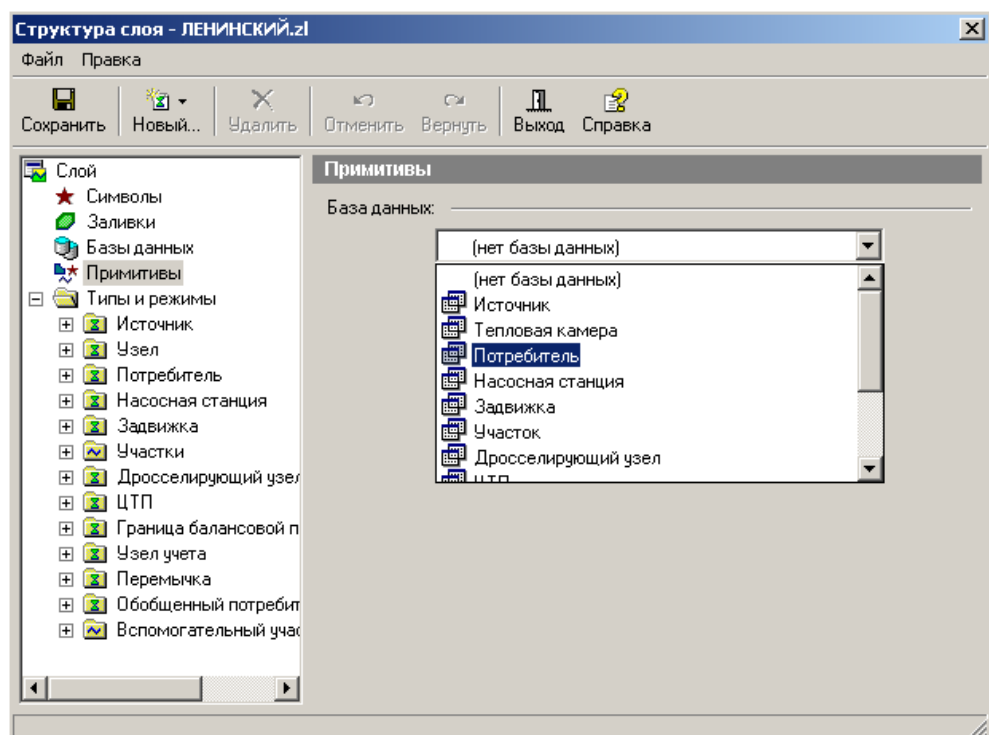 Структура слоя - ЛЕНИНСКИЙ.zl
Файл Правка
Сохранить Новый... Удалить Отменить Вернуть Выход Справка
Слой
Символы
Заливки
Базы данных
Примитивы
Типы и режимы
Источник
Узел
Потребитель
Насосная станция
Задвижка
Участки
Дросселирующий узел
ЦТП
Граница балансовой п
Узел учета
Перемычка
Обобщенный потребит
Вспомогательный учас
Примитивы
База данных:
(нет базы данных)
(нет базы данных)
Источник
Тепловая камера
Потребитель
Насосная станция
Задвижка
Участок
Дросселирующий узел
ЦТП